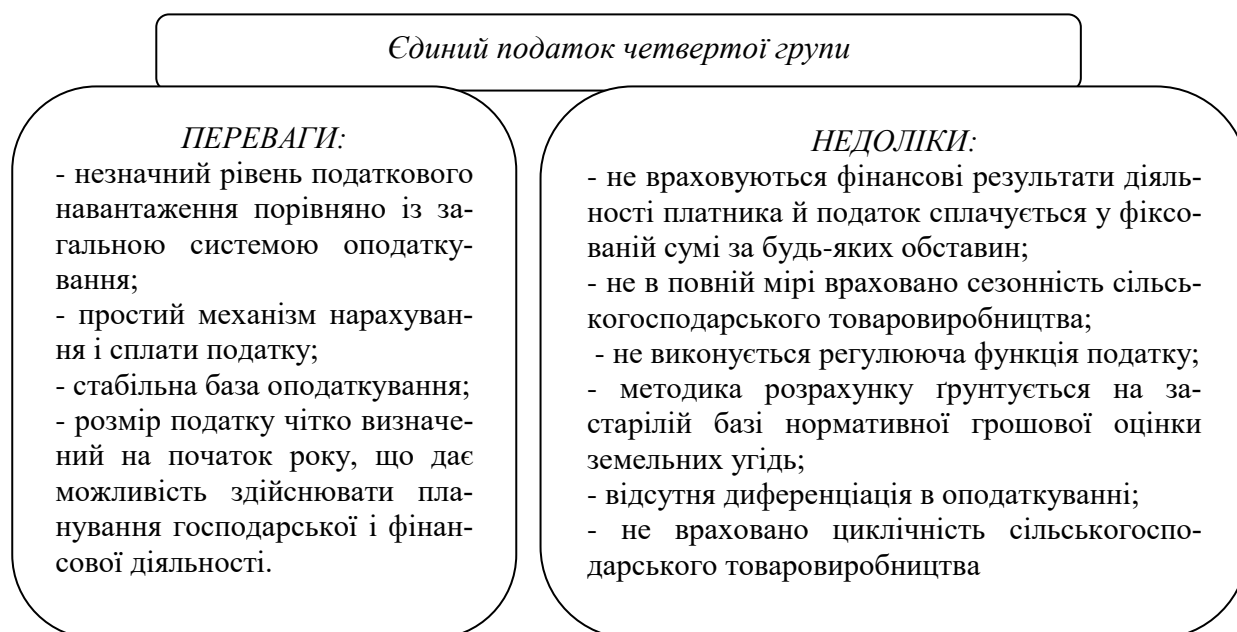 Єдиний податок четвертої групи
ПЕРЕВАГИ:
- незначний рівень податкового
навантаження порівняно із за-
гальною системою оподатку-
вання;
- простий механізм нарахуван-
ня і сплати податку;
- стабільна база оподаткування;
- розмір податку чітко визначе-
ний на початок року, що дає
можливість здійснювати пла-
нування господарської і фінан-
сової діяльності.
НЕДОЛІКИ:
- не враховуються фінансові результати діяль-
ності платника й податок сплачується у фіксо-
ваній сумі за будь-яких обставин;
- не в повній мірі враховано сезонність сільсь-
когосподарського товаровиробництва;
- не виконується регулююча функція податку;
- методика розрахунку ґрунтується на за-
старілій базі нормативної грошової оцінки
земельних угідь;
- відсутня диференціація в оподаткуванні;
- не враховано циклічність сільськогоспо-
дарського товаровиробництва